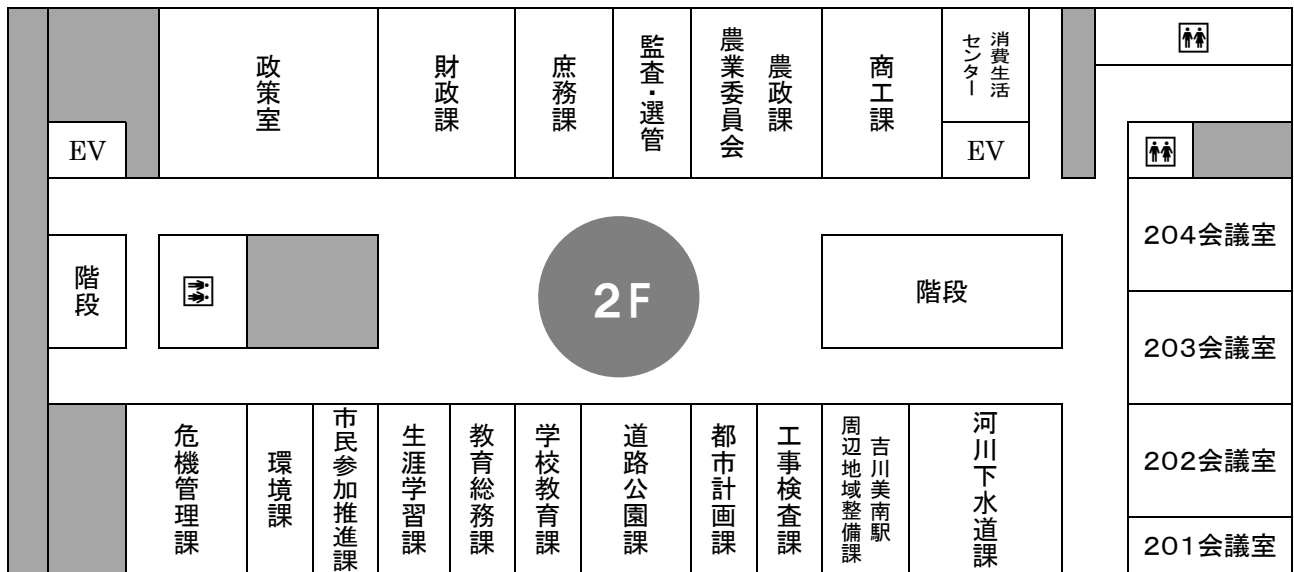 政策室
財政課
庶務課
監査・選管
農政課
農業委員会
商工課
消費生活
センター
EV
EV
204会議室
階段
2F
階段
203会議室
危機管理課
環境課
市民参加推進課
生涯学習課
教育総務課
学校教育課
道路公園課
都市計画課
工事検査課
吉川美南駅
周辺地域整備課
河川下水道課
202会議室
201会議室